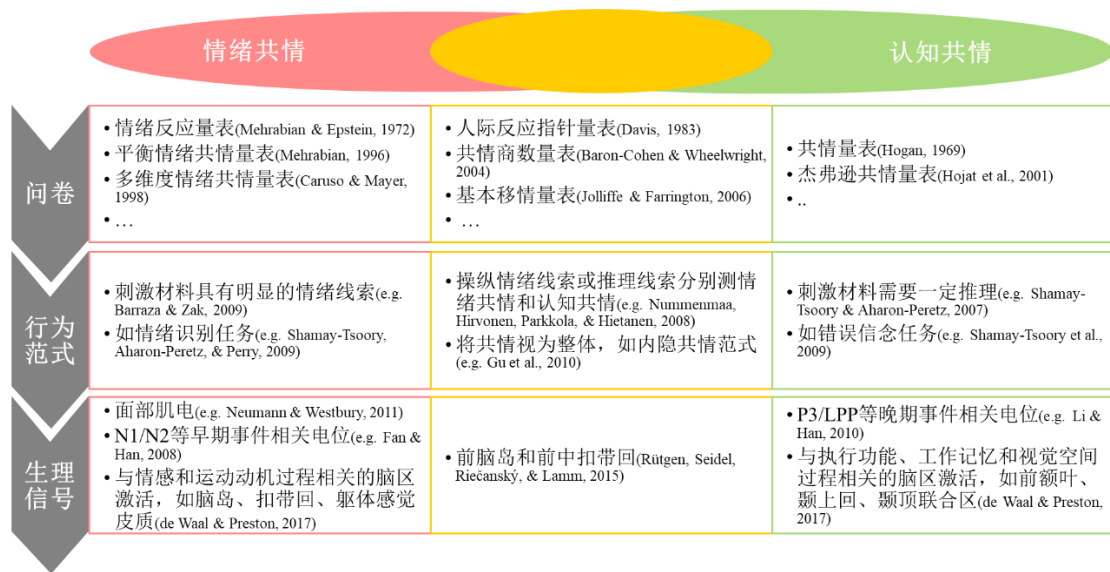 情绪共情
认知共情
问卷
• 情绪反应量表(Mehrabian & Epstein, 1972)
• 平衡情绪共情量表(Mehrabian, 1996)
• 多维度情绪共情量表(Caruso & Mayer,
1998)
• …
• 人际反应指针量表(Davis, 1983)
• 共情商数量表(Baron-Cohen & Wheelwright,
2004)
• 基本移情量表(Jolliffe & Farrington, 2006)
• …
• 共情量表(Hogan, 1969)
• 杰弗逊共情量表(Hojat et al., 2001)
• ..
行为
范式
• 刺激材料具有明显的情绪线索(e.g.
Barraza & Zak, 2009)
• 如情绪识别任务(e.g. Shamay-Tsoory,
Aharon-Peretz, & Perry, 2009)
• 操纵情绪线索或推理线索分别测情
绪共情和认知共情(e.g. Nummenmaa,
Hirvonen, Parkkola, & Hietanen, 2008)
• 将共情视为整体，如内隐共情范式
(e.g. Gu et al., 2010)
• 刺激材料需要一定推理(e.g. Shamay-
Tsoory & Aharon-Peretz, 2007)
• 如错误信念任务(e.g. Shamay-Tsoory et al.,
2009)
生理
信号
• 面部肌电(e.g. Neumann & Westbury, 2011)
• N1/N2等早期事件相关电位(e.g. Fan &
Han, 2008)
• 与情感和运动动机过程相关的脑区
激活，如脑岛、扣带回、躯体感觉
皮质(de Waal & Preston, 2017)
• 前脑岛和前中扣带回(Rütgen, Seidel,
Riečanský, & Lamm, 2015)
• P3/LPP等晚期事件相关电位(e.g. Li &
Han, 2010)
• 与执行功能、工作记忆和视觉空间
过程相关的脑区激活，如前额叶、
颞上回、颞顶联合区(de Waal & Preston,
2017)